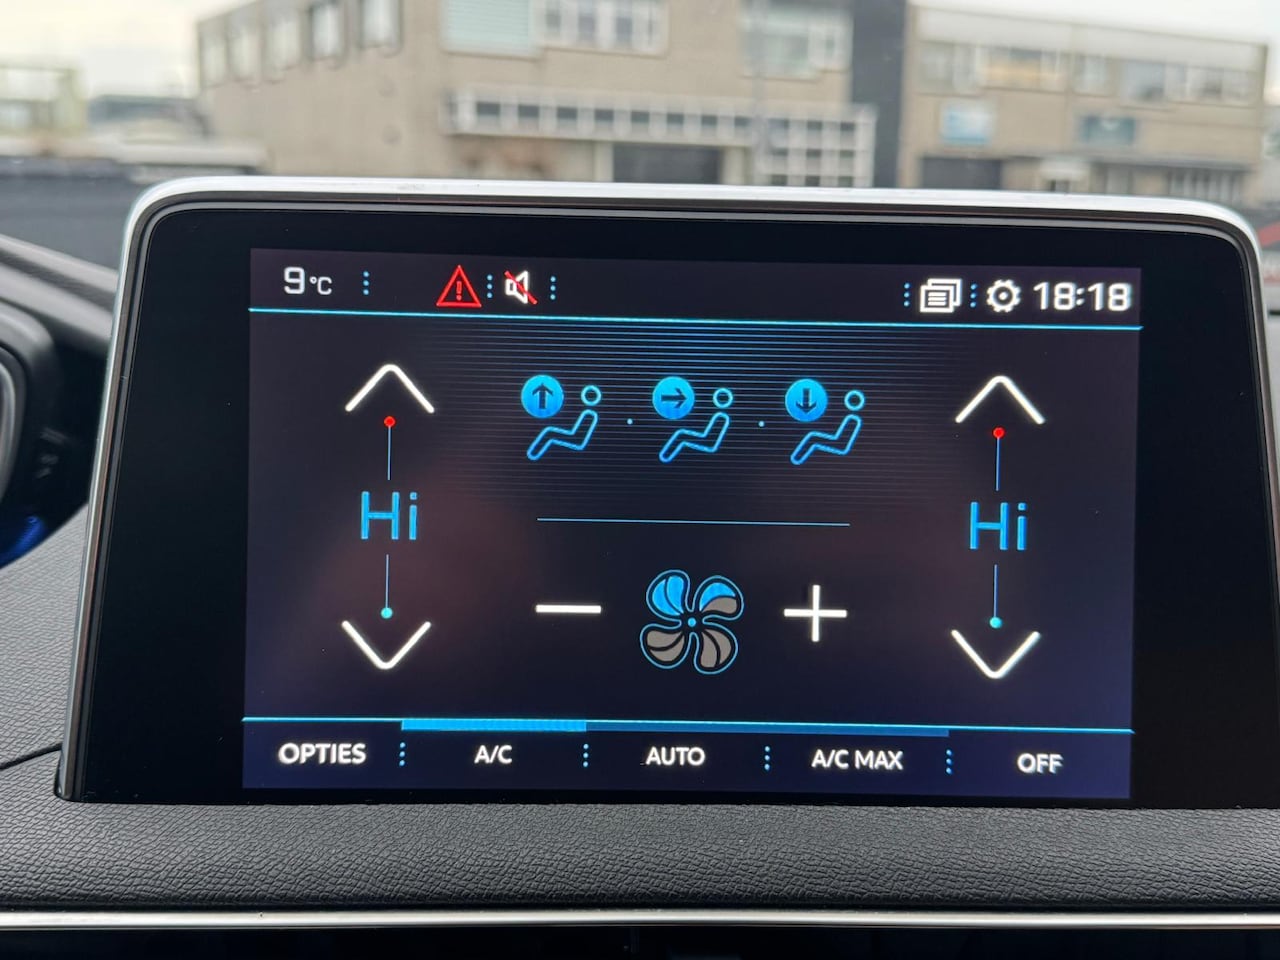 9°C 18:18
Hi Hi
OPTIES A/C AUTO A/C MAX OFF